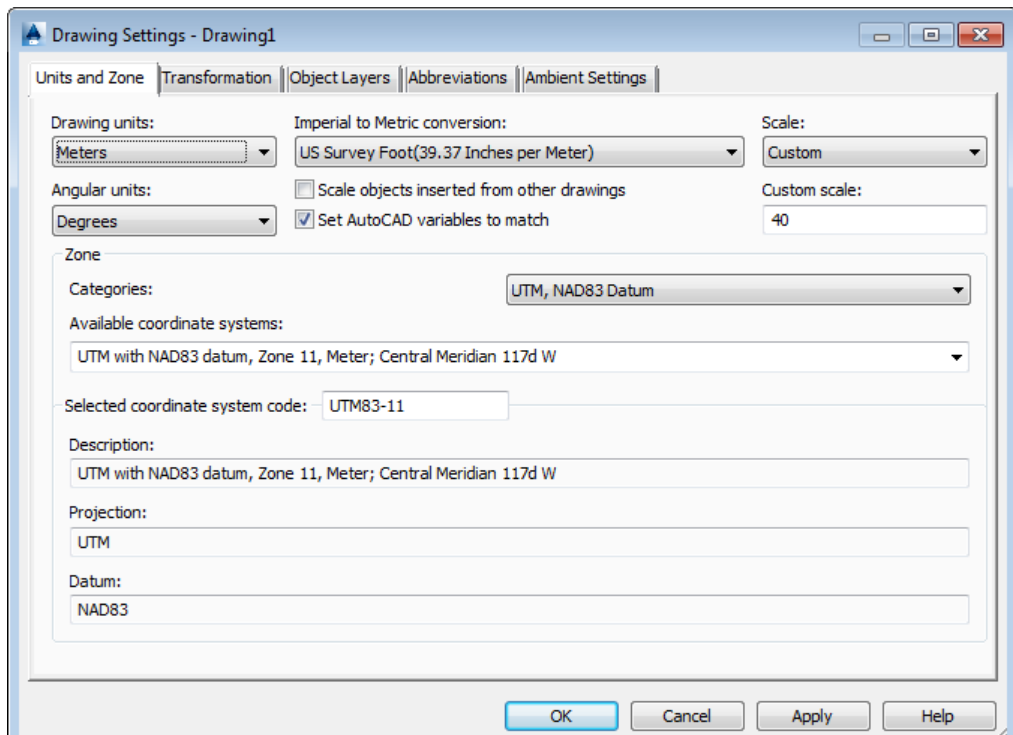 Drawing Settings - Drawing1
Units and Zone Transformation Object Layers Abbreviations Ambient Settings
Drawing units: Imperial to Metric conversion: Scale:
Meters US Survey Foot(39.37 Inches per Meter) Custom
Angular units: Scale objects inserted from other drawings Custom scale:
Degrees Set AutoCAD variables to match 40
Zone
Categories: UTM, NAD83 Datum
Available coordinate systems:
UTM with NAD83 datum, Zone 11, Meter; Central Meridian 117d W
Selected coordinate system code: UTM83-11
Description:
UTM with NAD83 datum, Zone 11, Meter; Central Meridian 117d W
Projection:
UTM
Datum:
NAD83
OK Cancel Apply Help